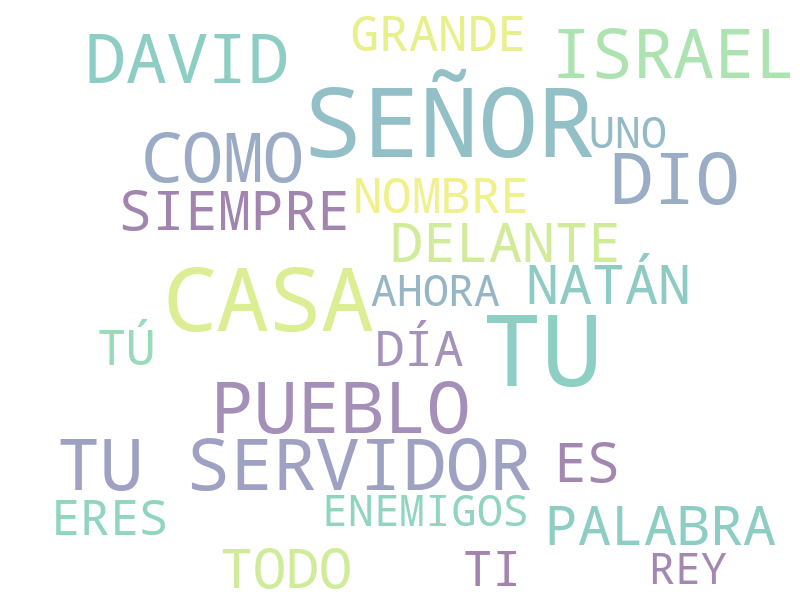 GRANDE
DAVID ISRAEL
SEÑOR
UNO
COMO DIO
SIEMPRE NOMBRE
DELANTE
CASA AHORA NATÁN
TÚ DÍA TU
PUEBLO
TU SERVIDOR ES
ERES ENEMIGOS PALABRA
TODO TI REY